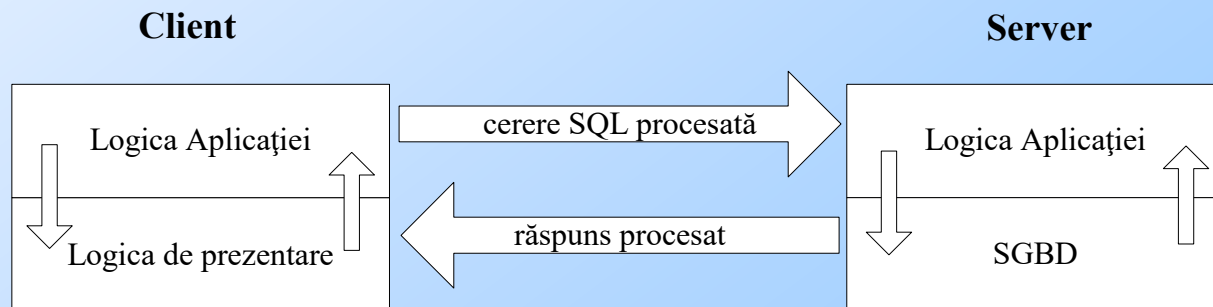 Client
Server
Logica Aplicaţiei
cerere SQL procesată
Logica Aplicaţiei
Logica de prezentare
răspuns procesat
SGBD